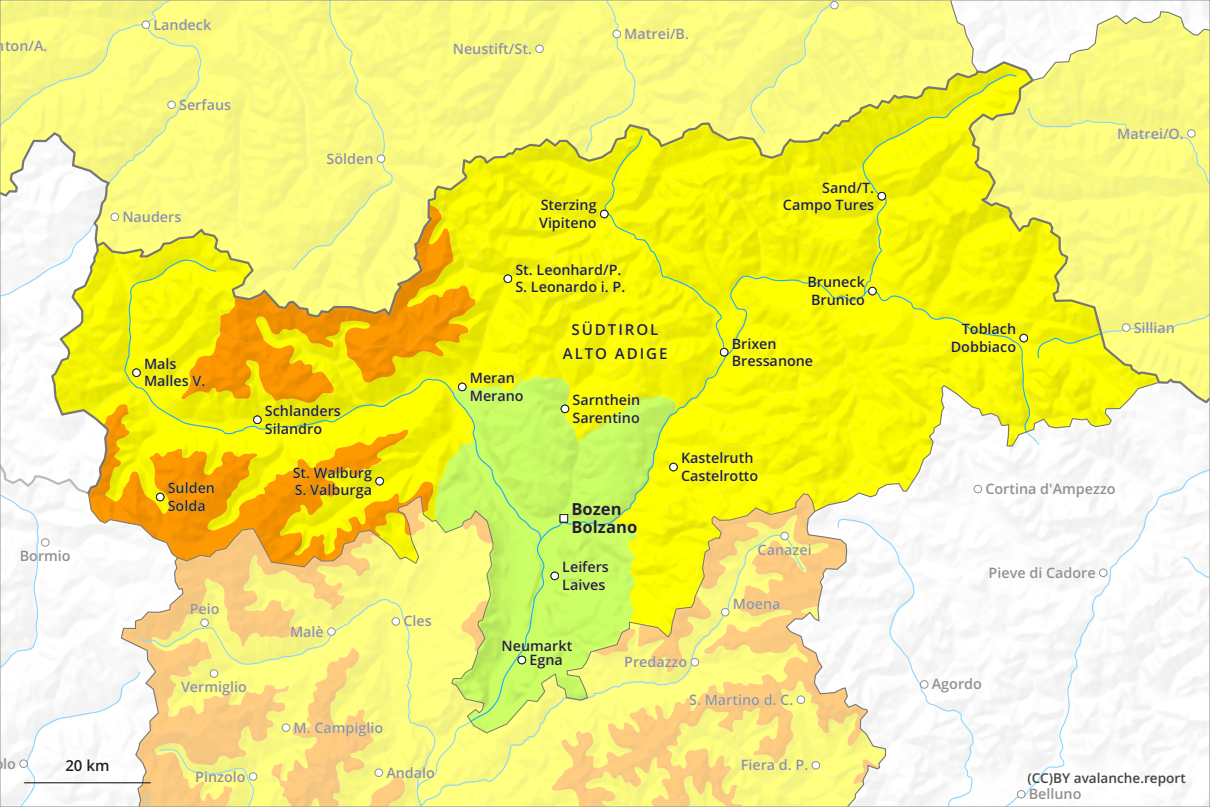 Landeck
nton/A.
Neustift/St.
Matrei/B.
Serfaus
Matrei/O.
Sölden
Nauders
Sand/T.
Campo Tures
Sterzing
Vipiteno
St. Leonhard/P.
S. Leonardo i. P.
Bruneck
Brunico
SÜDTIROL
ALTO ADIGE
Toblach
Dobbiaco
Sillian
Brixen
Bressanone
Mals
Malles V.
Meran
Merano
Schlanders
Silandro
Sarnthein
Sarentino
Kastelruth
Castelrotto
St. Walburg
S. Valburga
Sulden
Solda
Cortina d'Ampezzo
Bozen
Bolzano
Bormio
Canazei
Leifers
Laives
Pieve di Cadore
Peio
Moena
Malè
Cles
Neumarkt
Egna
Predazzo
Vermiglio
Agordo
S. Martino d. C.
M. Campiglio
olo
20 km
Pinzolo
Andalo
Fiera d. P.
(CC)BY avalanche.report
Belluno